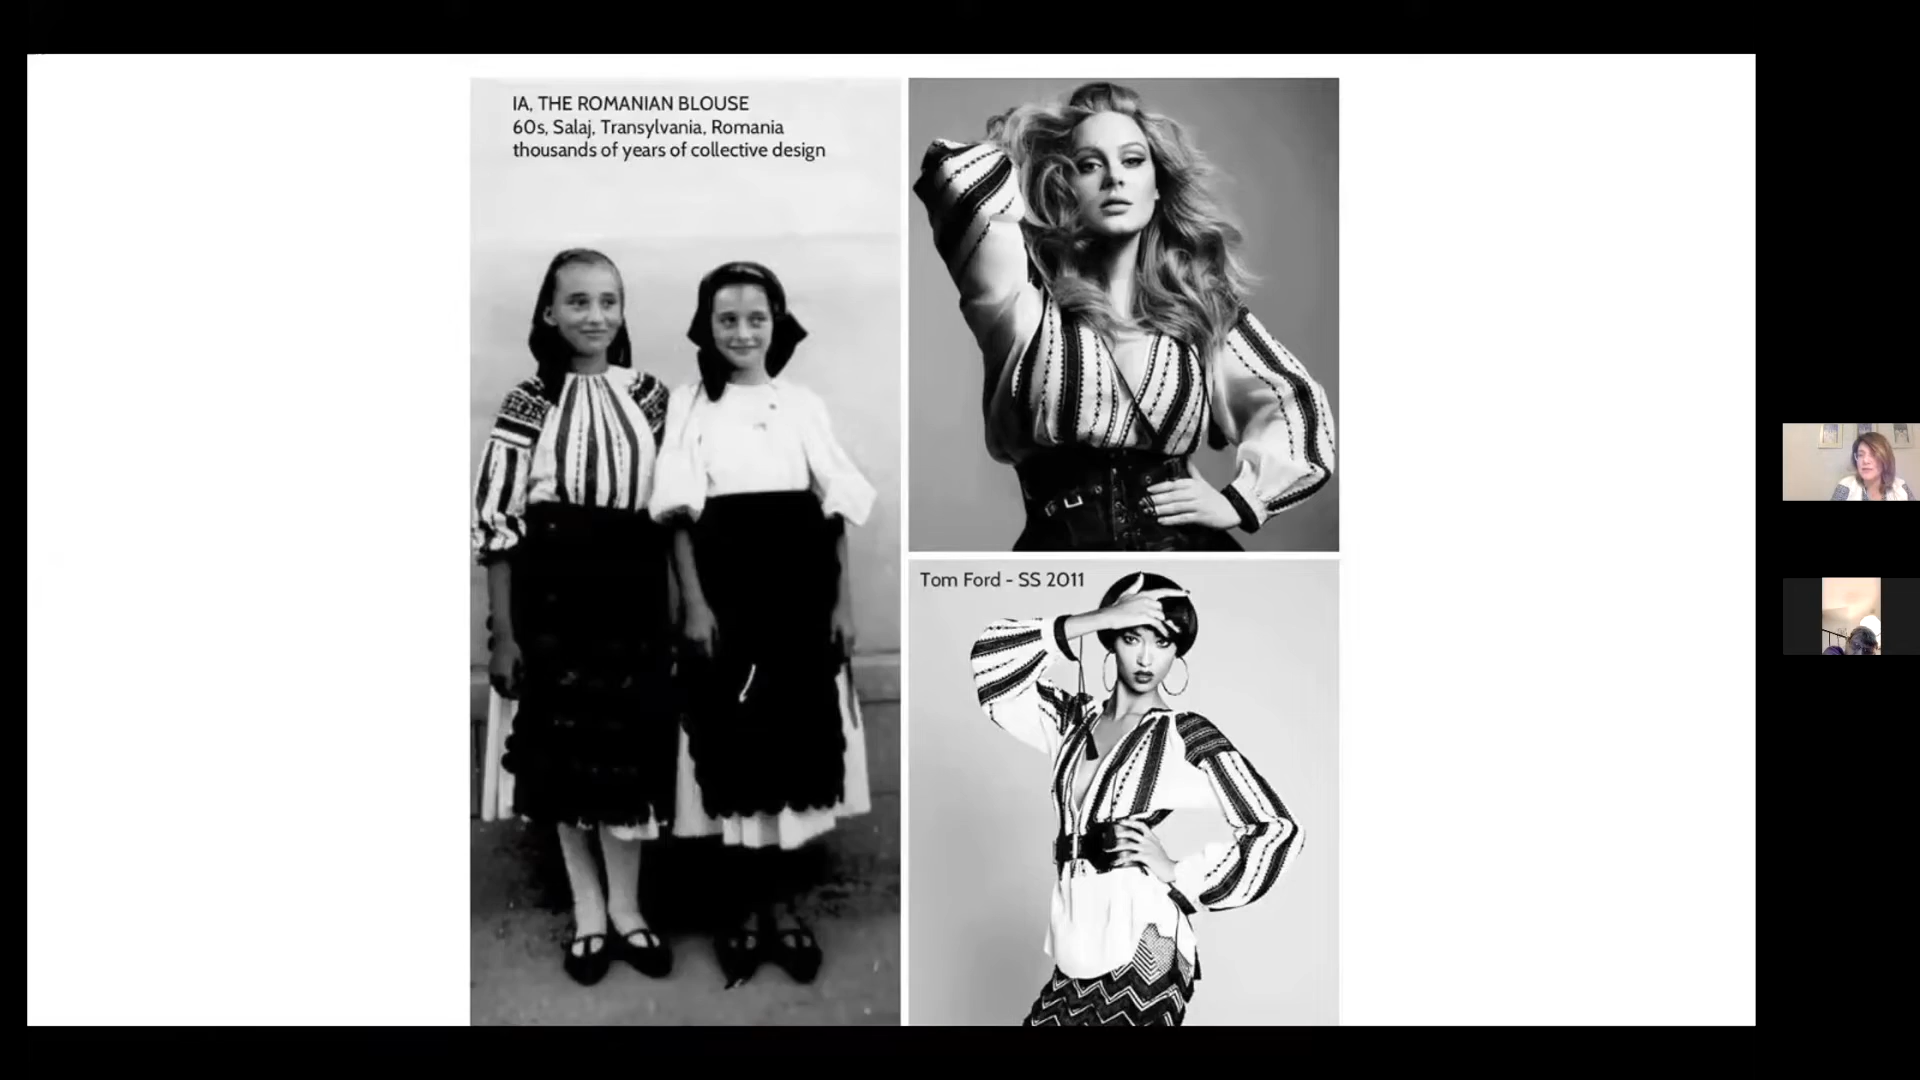 IA, THE ROMANIAN BLOUSE
60s, Salaj, Transylvania, Romania
thousands of years of collective design
Tom Ford - SS 2011